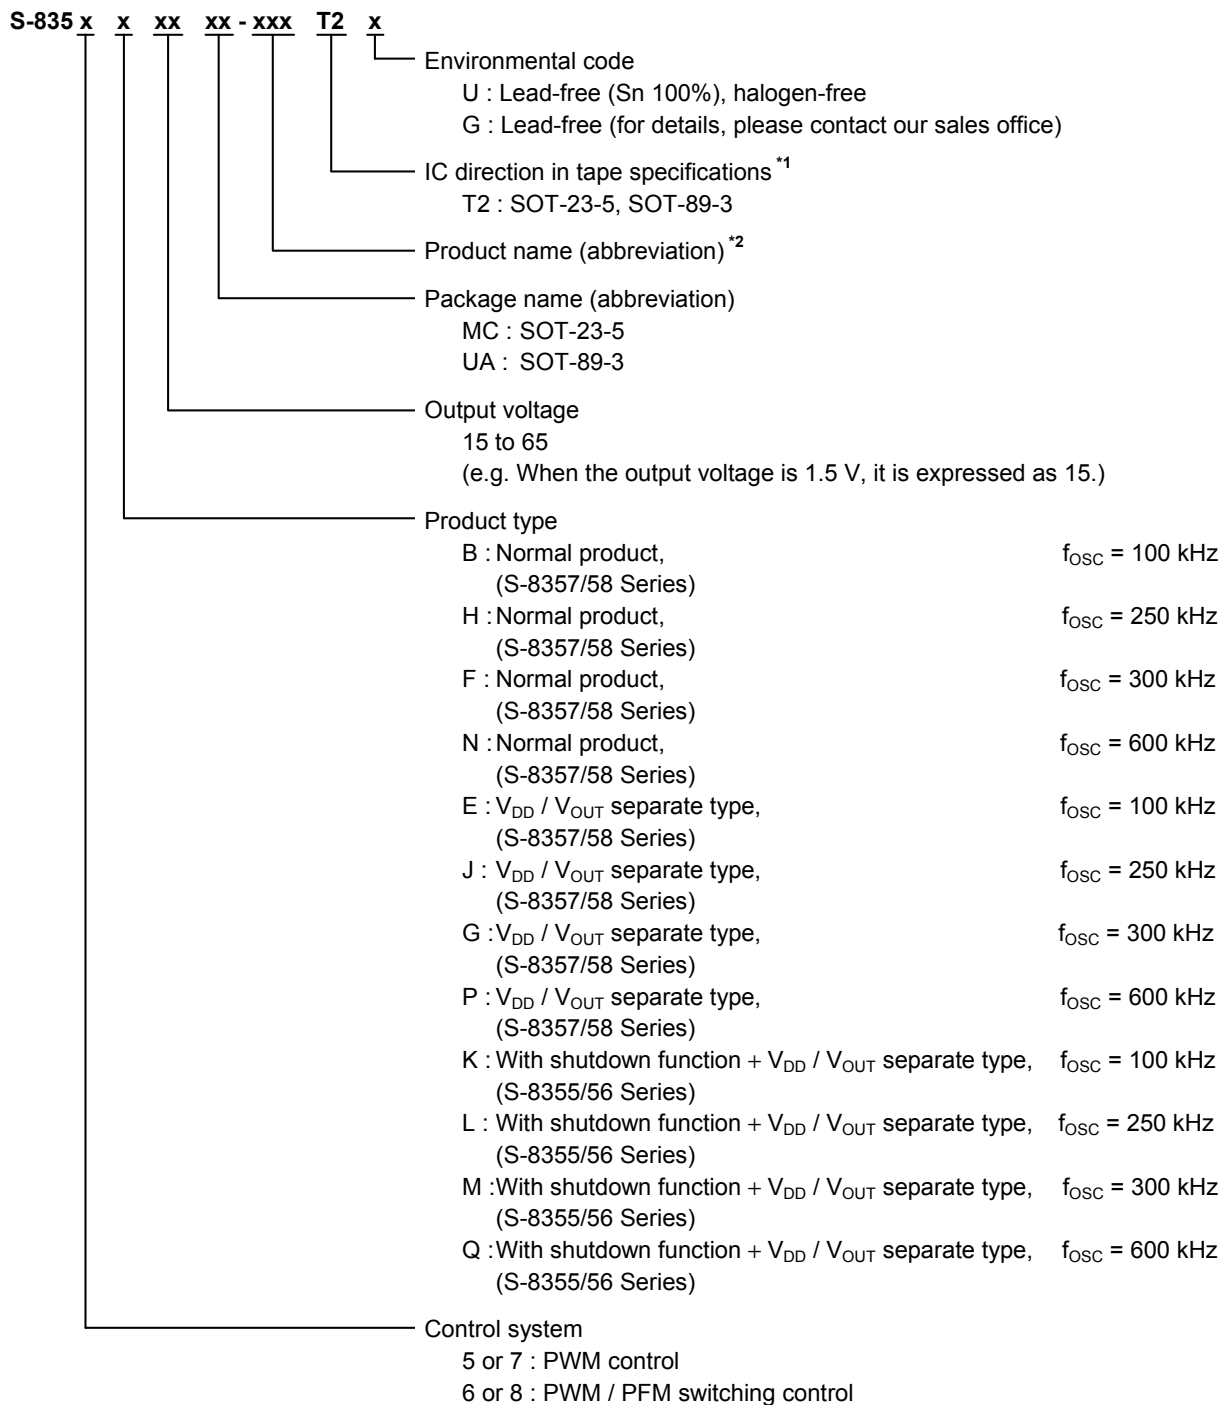 S-835 x x xx xx - xxx T2 x
Environmental code
U : Lead-free (Sn 100%), halogen-free
G : Lead-free (for details, please contact our sales office)
IC direction in tape specifications *1
T2 : SOT-23-5, SOT-89-3
Product name (abbreviation) *2
Package name (abbreviation)
MC : SOT-23-5
UA : SOT-89-3
Output voltage
15 to 65
(e.g. When the output voltage is 1.5 V, it is expressed as 15.)
Product type
B : Normal product, fOSC = 100 kHz
(S-8357/58 Series)
H : Normal product, fOSC = 250 kHz
(S-8357/58 Series)
F : Normal product, fOSC = 300 kHz
(S-8357/58 Series)
N : Normal product, fOSC = 600 kHz
(S-8357/58 Series)
E : VDD / VOUT separate type, fOSC = 100 kHz
(S-8357/58 Series)
J : VDD / VOUT separate type, fOSC = 250 kHz
(S-8357/58 Series)
G : VDD / VOUT separate type, fOSC = 300 kHz
(S-8357/58 Series)
P : VDD / VOUT separate type, fOSC = 600 kHz
(S-8357/58 Series)
K : With shutdown function + VDD / VOUT separate type, fOSC = 100 kHz
(S-8355/56 Series)
L : With shutdown function + VDD / VOUT separate type, fOSC = 250 kHz
(S-8355/56 Series)
M : With shutdown function + VDD / VOUT separate type, fOSC = 300 kHz
(S-8355/56 Series)
Q : With shutdown function + VDD / VOUT separate type, fOSC = 600 kHz
(S-8355/56 Series)
Control system
5 or 7 : PWM control
6 or 8 : PWM / PFM switching control